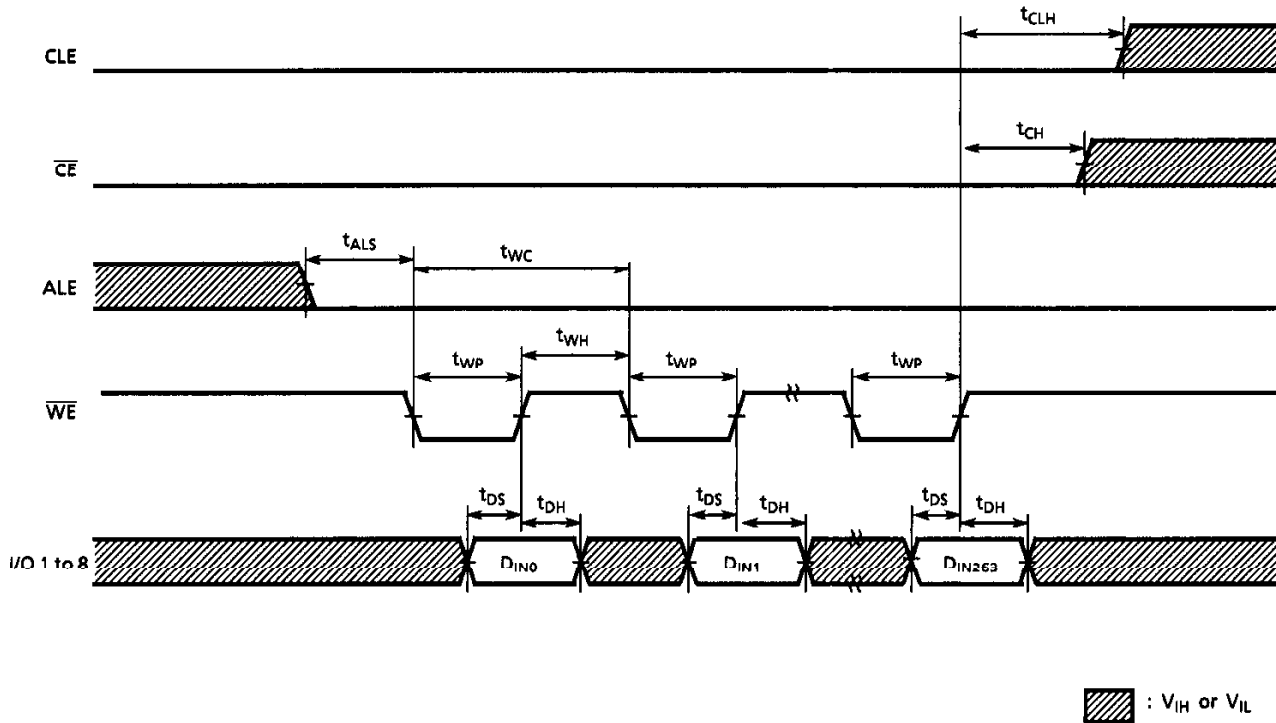 tCLH
CLE
tCH
CE
tALS
tWC
ALE
tWH
tWP
tWP
tWP
WE
tDS
tDH
tDS
tDH
tDS
tDH
I/O 1 to 8
DIN0
DIN1
DIN263
: VIH or VIL